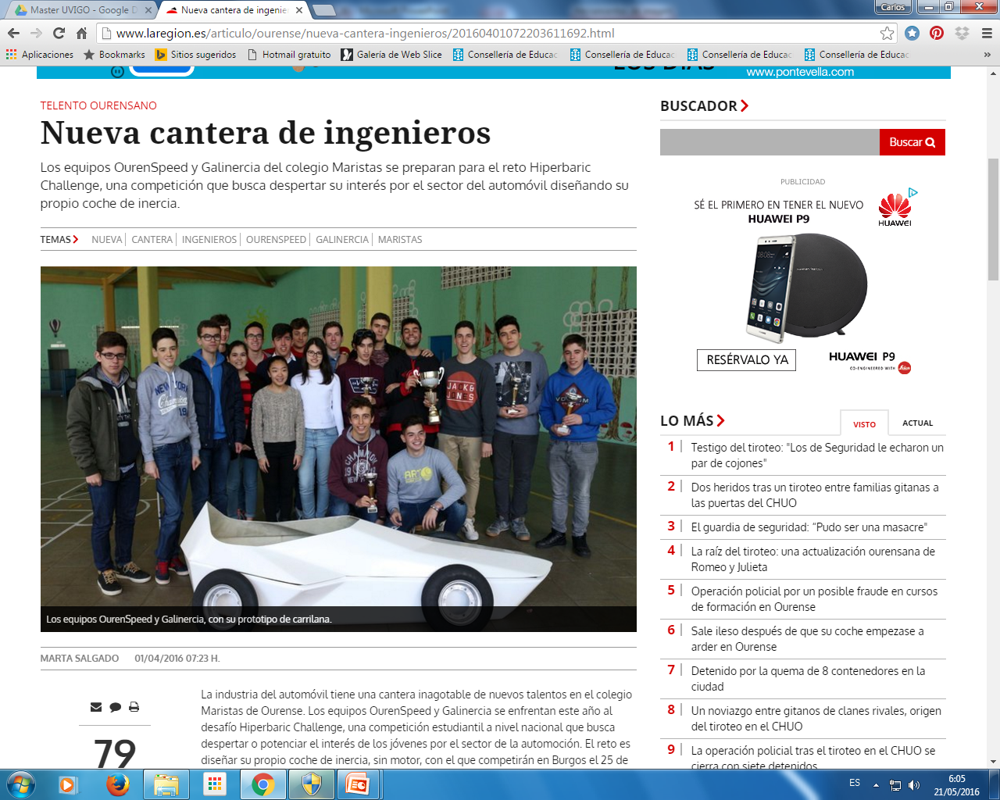 Master UVIGO - Google D
Nueva cantera de ingenie
Carlos
www.laregion.es/articulo/ourense/nueva-cantera-ingenieros/20160401072203611692.html
Aplicaciones
Bookmarks
Sitios sugeridos
Hotmail gratuito
Galería de Web Slice
Consellería de Educac
Consellería de Educac
Consellería de Educac
Consellería de Educac
»
LOS DÍAS
www.pontevella.com
TELENTO OURENSANO
Nueva cantera de ingenieros
Los equipos OurenSpeed y Galinercia del colegio Maristas se preparan para el reto Hiperbaric
Challenge, una competición que busca despertar su interés por el sector del automóvil diseñando su
propio coche de inercia.
TEMAS
NUEVA
CANTERA
INGENIEROS
OURENSPEED
GALINERCIA
MARISTAS
NEW YORK
Champion
JACK &
JONES
CHAMPION
19 12
NEW YORK
Los equipos OurenSpeed y Galinercia, con su prototipo de carrilana.
MARTA SALGADO 01/04/2016 07:23 H.
79
La industria del automóvil tiene una cantera inagotable de nuevos talentos en el colegio
Maristas de Ourense. Los equipos OurenSpeed y Galinercia se enfrentan este año al
desafío Hiperbaric Challenge, una competición estudiantil a nivel nacional que busca
despertar o potenciar el interés de los jóvenes por el sector de la automoción. El reto es
diseñar su propio coche de inercia, sin motor, con el que competirán en Burgos el 25 de
BUSCADOR
Buscar
PUBLICIDAD
SÉ EL PRIMERO EN TENER EL NUEVO
HUAWEI P9
HUAWEI
RESÉRVALO YA
HUAWEI P9
CO-ENGINEERED WITH
Leica
LO MÁS
VISTO
ACTUAL
1 Testigo del tiroteo: "Los de Seguridad le echaron un
par de cojones"
2 Dos heridos tras un tiroteo entre familias gitanas a
las puertas del CHUO
3 El guardia de seguridad: “Pudo ser una masacre"
4 La raíz del tiroteo: una actualización ourensana de
Romeo y Julieta
5 Operación policial por un posible fraude en cursos
de formación en Ourense
6 Sale ileso después de que su coche empezase a
arder en Ourense
7 Detenido por la quema de 8 contenedores en la
ciudad
8 Un noviazgo entre gitanos de clanes rivales, origen
del tiroteo en el CHUO
9 La operación policial tras el tiroteo en el CHUO se
cierra con siete detenidos
ES
6:05
21/05/2016